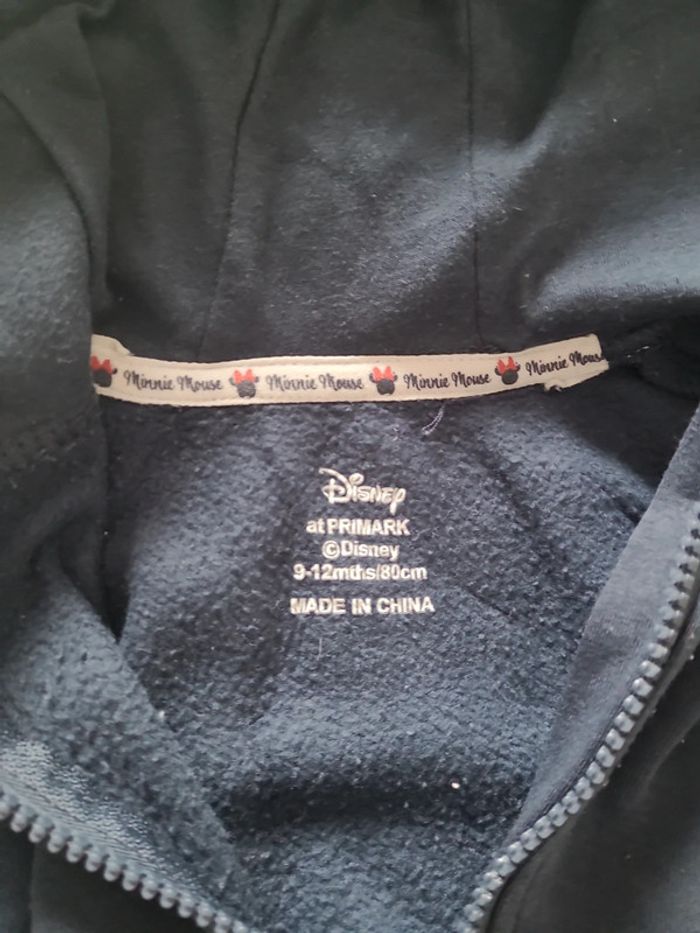 Minnie Mouse Minnie Mouse Minnie Mouse Minnie Mouse
Disney
at PRIMARK
©Disney
9-12mths/80cm
MADE IN CHINA